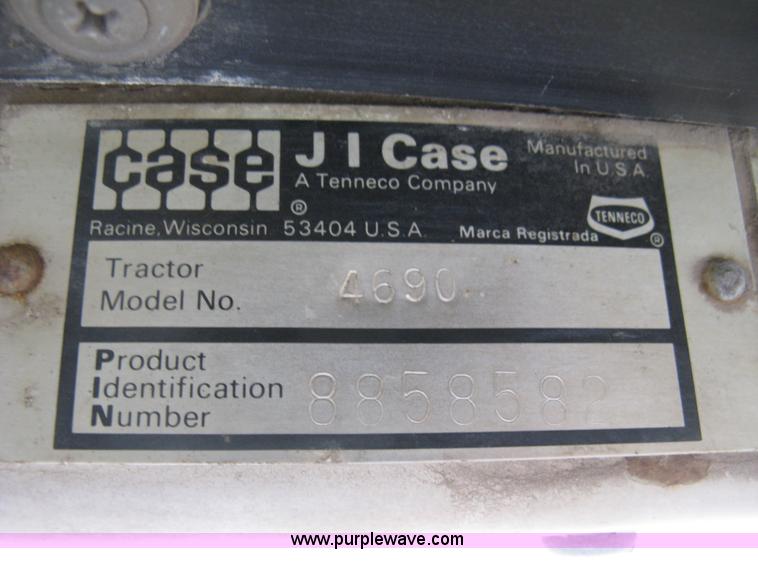 case
®
J I Case
A Tenneco Company
Manufactured
In U.S.A.
Racine, Wisconsin 53404 U.S.A.
Marca Registrada
TENNECO
®
Tractor
Model No. 4690
Product
Identification
Number 8858582
www.purplewave.com